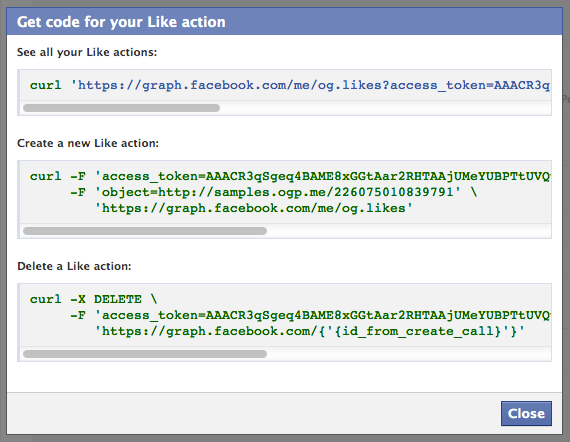 Get code for your Like action
See all your Like actions:
curl 'https://graph.facebook.com/me/og.likes?access_token=AAACR3q
Create a new Like action:
curl -F 'access_token=AAACR3qSgeq4BAME8xGGtAar2RHTAAjUMeYUBPTtUVQ
-F 'object=http://samples.ogp.me/226075010839791' \
'https://graph.facebook.com/me/og.likes'
Delete a Like action:
curl -X DELETE \
-F 'access_token=AAACR3qSgeq4BAME8xGGtAar2RHTAAjUMeYUBPTtUVQ
'https://graph.facebook.com/{'{id_from_create_call}'}'
Close